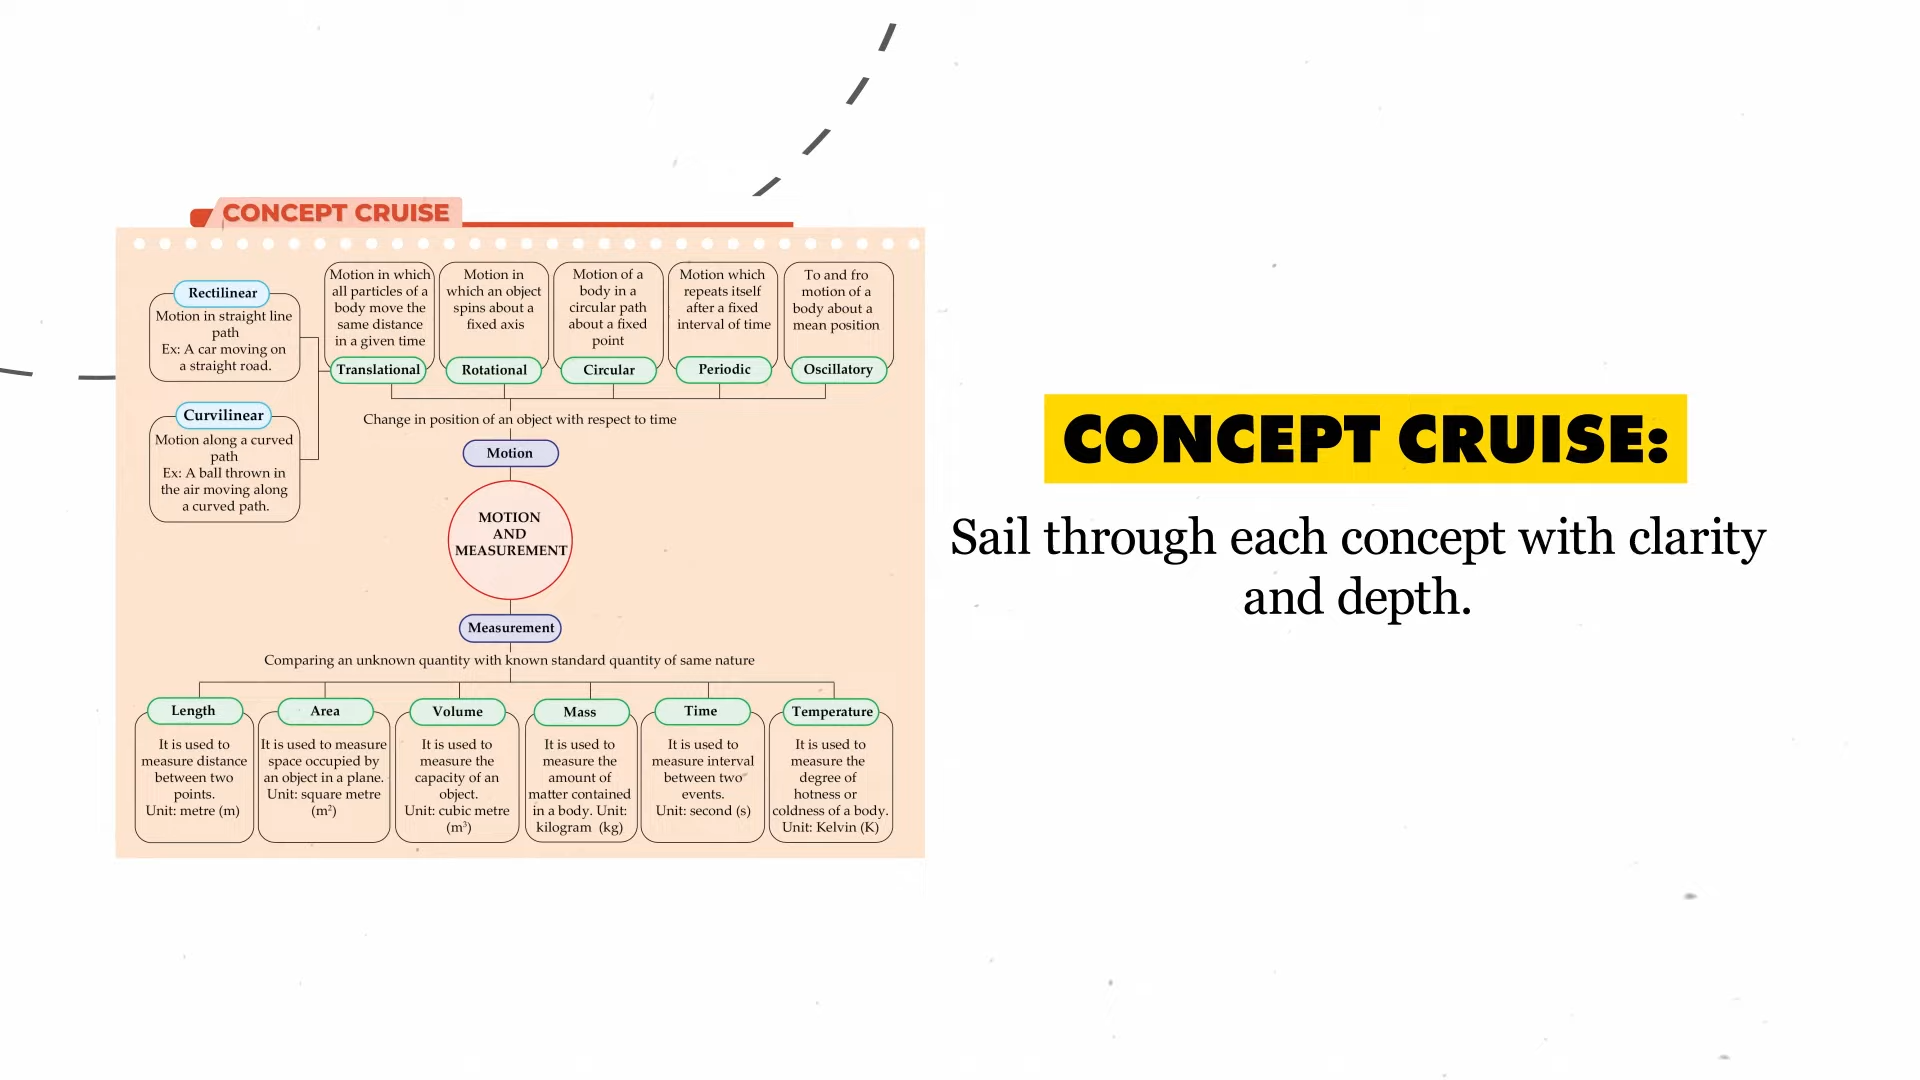 CONCEPT CRUISE
Rectilinear
Motion in straight line
path
Ex: A car moving on
a straight road.
Curvilinear
Motion along a curved
path
Ex: A ball thrown in
the air moving along
a curved path.
Motion in which
all particles of a
body move the
same distance
in a given time
Translational
Motion in
which an object
spins about a
fixed axis
Rotational
Motion of a
body in a
circular path
about a fixed
point
Circular
Motion which
repeats itself
after a fixed
interval of time
Periodic
To and fro
motion of a
body about a
mean position
Oscillatory
Change in position of an object with respect to time
Motion
MOTION
AND
MEASUREMENT
Measurement
Comparing an unknown quantity with known standard quantity of same nature
Length
It is used to
measure distance
between two
points.
Unit: metre (m)
Area
It is used to measure
space occupied by
an object in a plane.
Unit: square metre
(m²)
Volume
It is used to
measure the
capacity of an
object.
Unit: cubic metre
(m³)
Mass
It is used to
measure the
amount of
matter contained
in a body. Unit:
kilogram (kg)
Time
It is used to
measure interval
between two
events.
Unit: second (s)
Temperature
It is used to
measure the
degree of
hotness or
coldness of a body.
Unit: Kelvin (K)
CONCEPT CRUISE:
Sail through each concept with clarity
and depth.